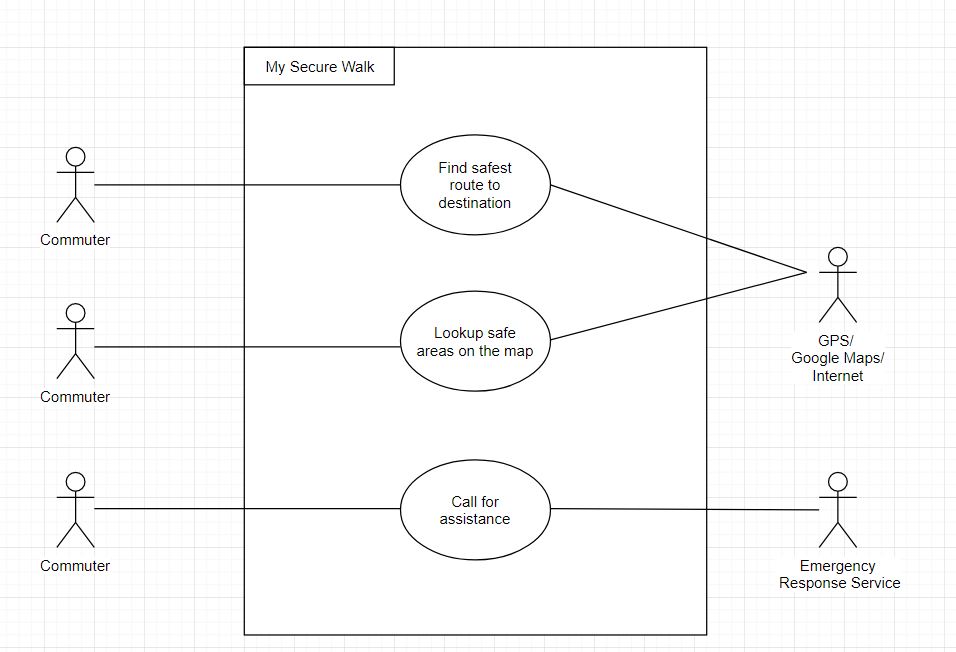 My Secure Walk
Find safest
route to
destination
Commuter
GPS/
Google Maps/
Internet
Lookup safe
areas on the map
Commuter
Call for
assistance
Commuter
Emergency
Response Service